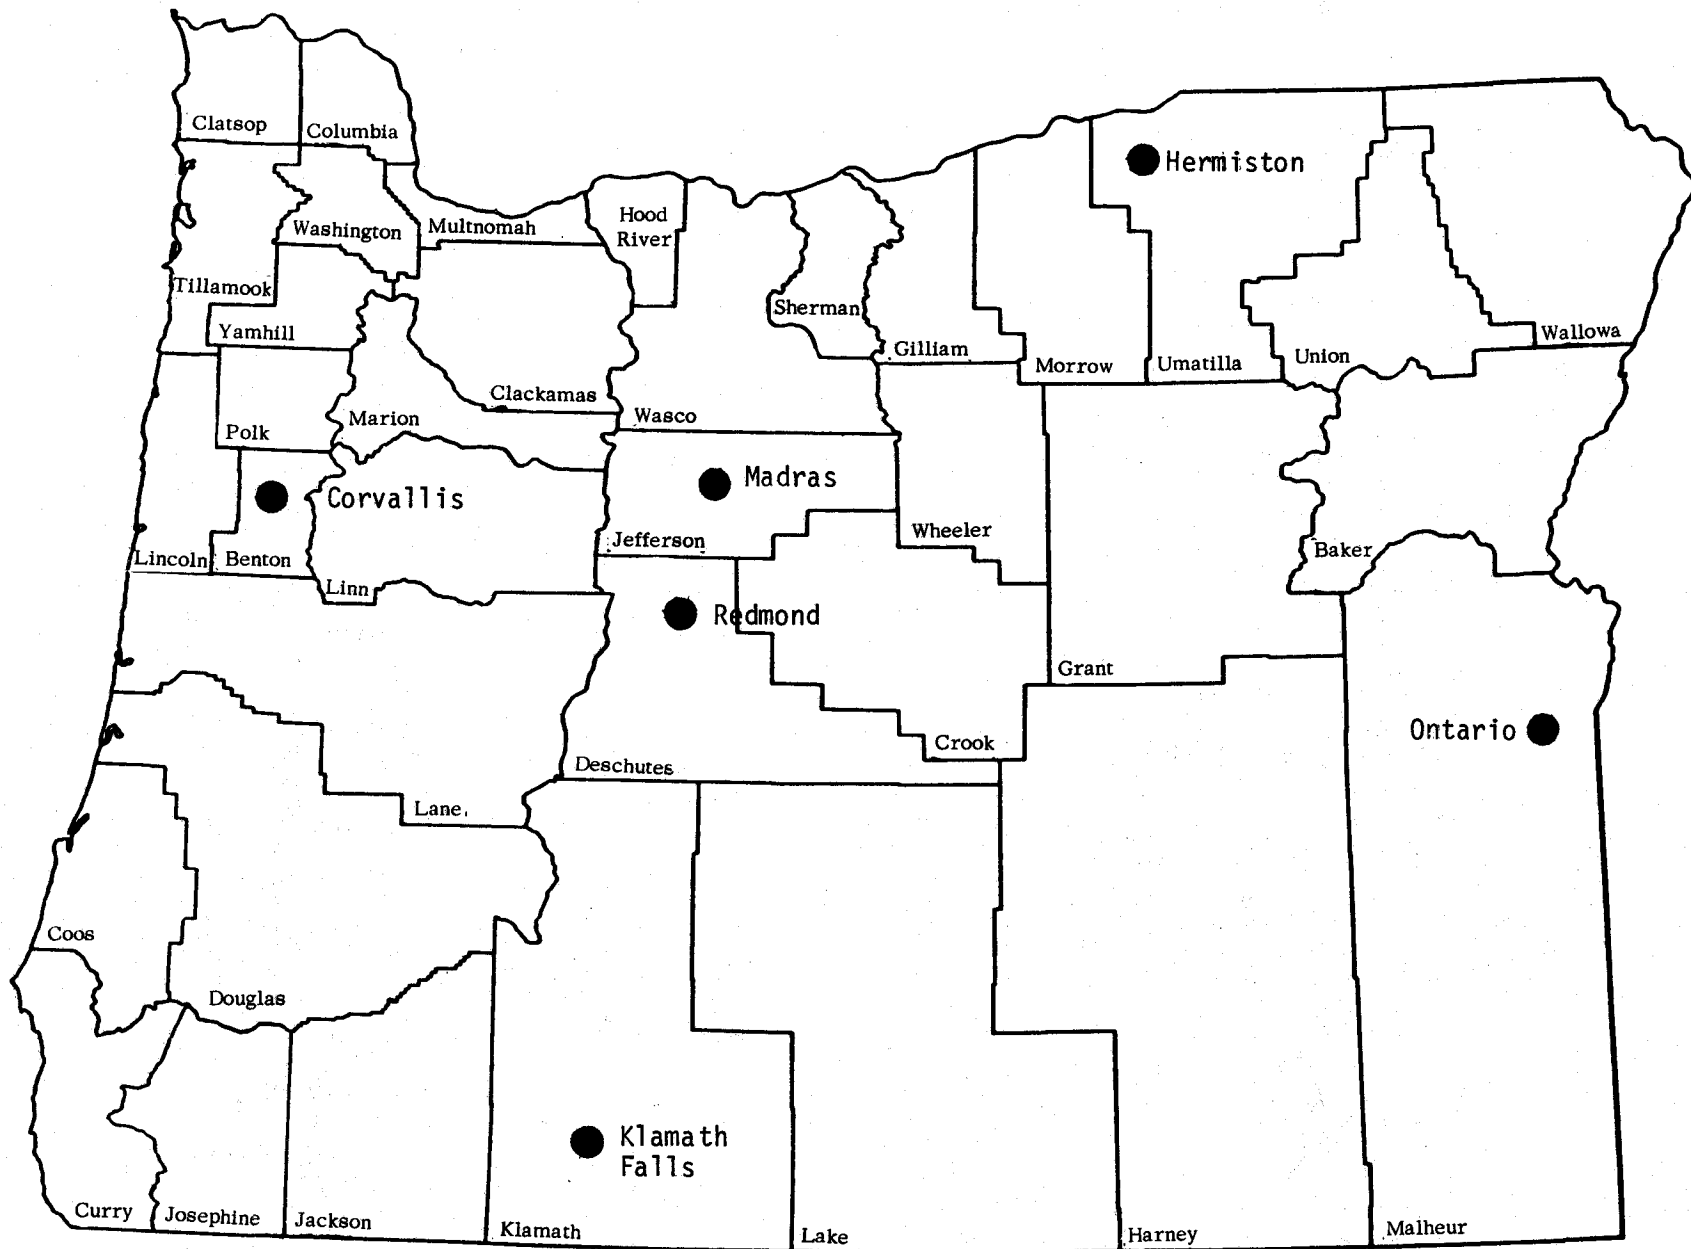 Clatsop
Columbia
Hermiston
Hood
River
Washington
Multnomah
Tillamook
Sherman
Yamhill
Gilliam
Morrow
Umatilla
Union
Wallowa
Clackamas
Wasco
Marion
Polk
Madras
Corvallis
Wheeler
Jefferson
Baker
Lincoln
Benton
Linn
Redmond
Grant
Ontario
Crook
Deschutes
Lane
Coos
Douglas
Klamath
Falls
Curry
Josephine
Jackson
Klamath
Lake
Harney
Malheur